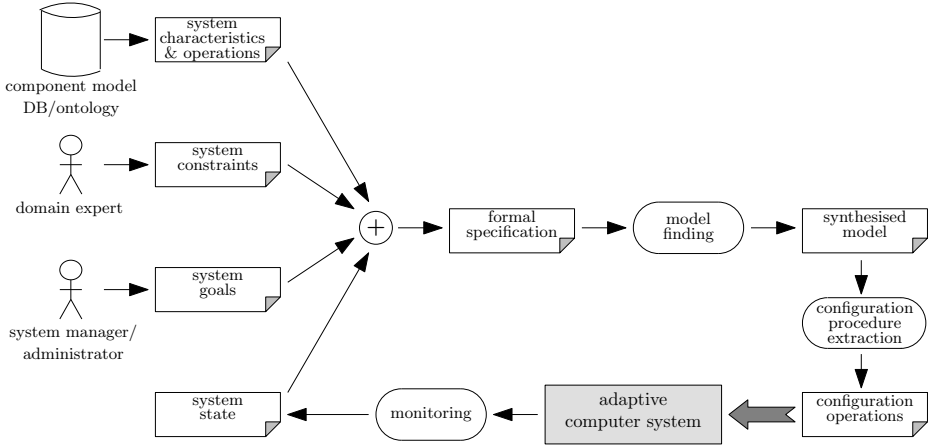 system
characteristics
& operations
component model
DB/ontology
system
constraints
domain expert
+
formal
specification
model
finding
synthesised
model
system
goals
system manager/
administrator
configuration
procedure
extraction
system
state
monitoring
adaptive
computer system
configuration
operations